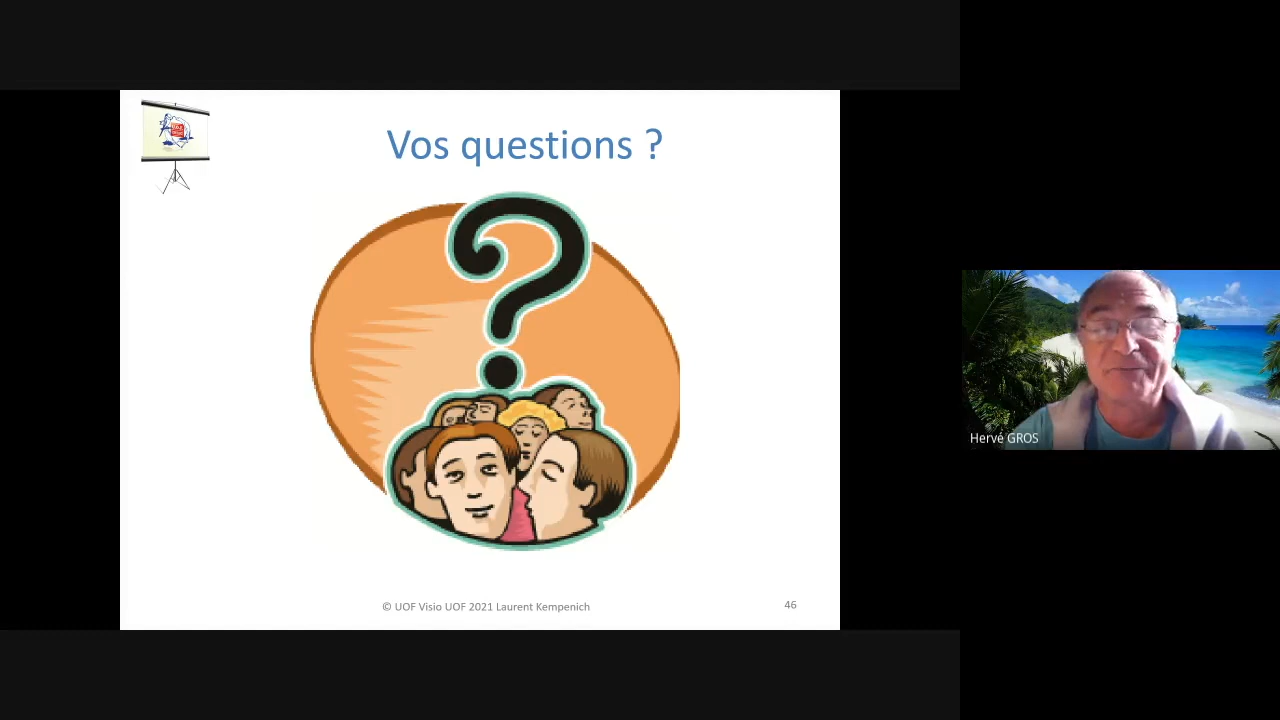 Vos questions ?
© UOF Visio UOF 2021 Laurent Kempenich
46
Hervé GROS